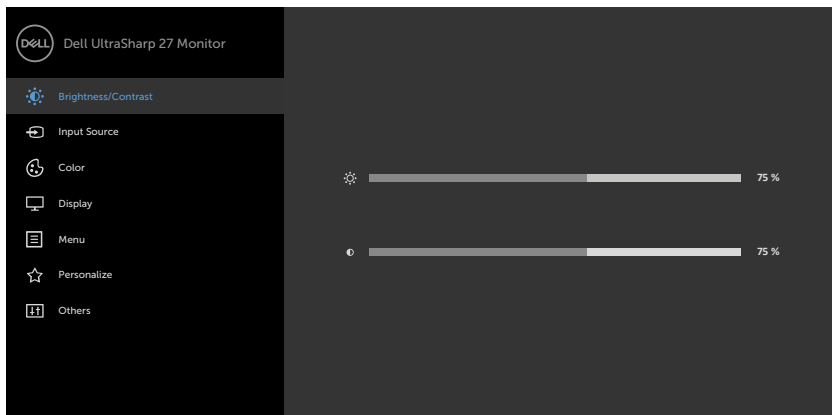 DELL
Dell UltraSharp 27 Monitor
Brightness/Contrast
Input Source
Color
Display
Menu
Personalize
Others
75 %
75 %